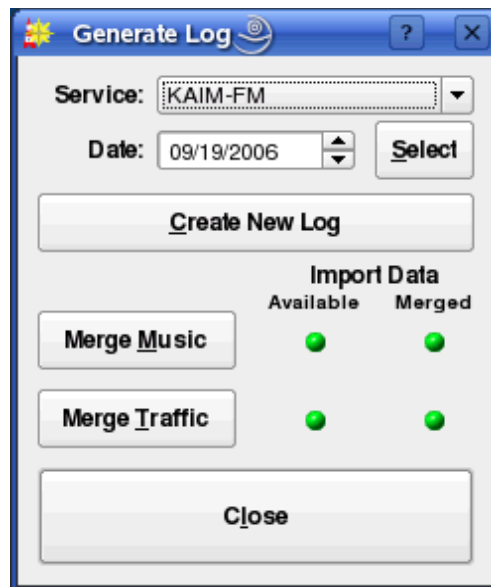 Generate Log ?
Service: KAIM-FM
Date: 09/19/2006 Select
Create New Log
Import Data
Available Merged
Merge Music
Merge Traffic
Close